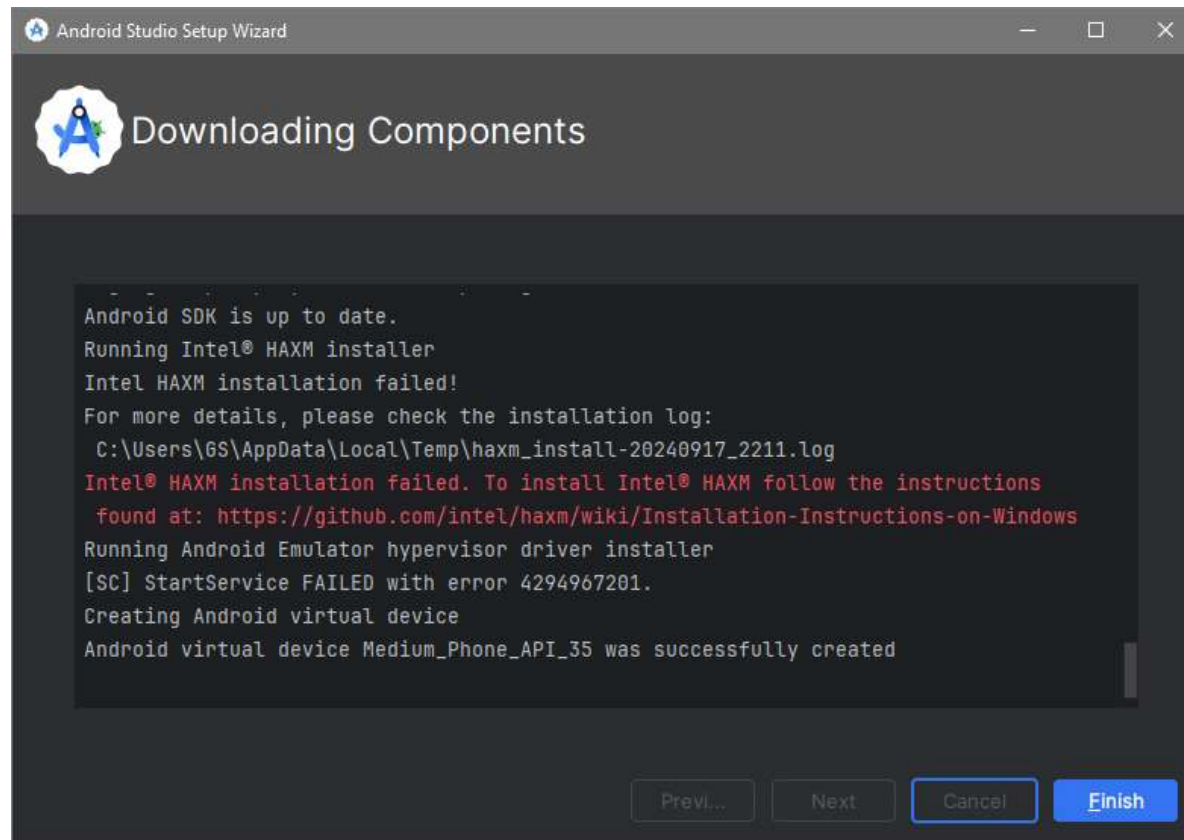 Android Studio Setup Wizard
Downloading Components
Android SDK is up to date.
Running Intel® HAXM installer
Intel HAXM installation failed!
For more details, please check the installation log:
C:\Users\GS\AppData\Local\Temp\haxm_install-20240917_2211.log
Intel® HAXM installation failed. To install Intel® HAXM follow the instructions
found at: https://github.com/intel/haxm/wiki/Installation-Instructions-on-Windows
Running Android Emulator hypervisor driver installer
[SC] StartService FAILED with error 4294967201.
Creating Android virtual device
Android virtual device Medium_Phone_API_35 was successfully created
Previ... Next Cancel Finish